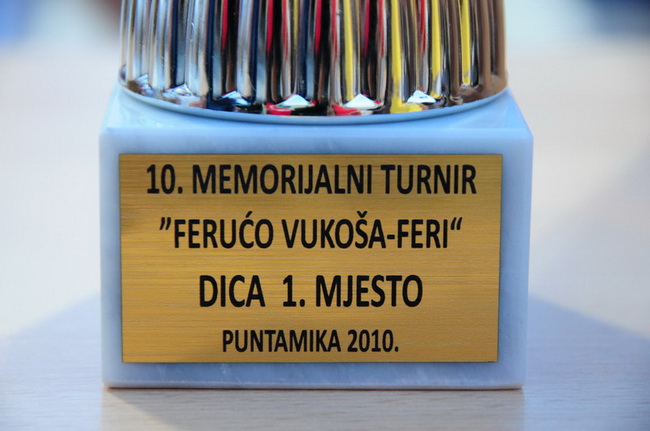 10. MEMORIJALNI TURNIR
”FERUĆO VUKOŠA-FERI“
DICA 1. MJESTO
PUNTAMIKA 2010.